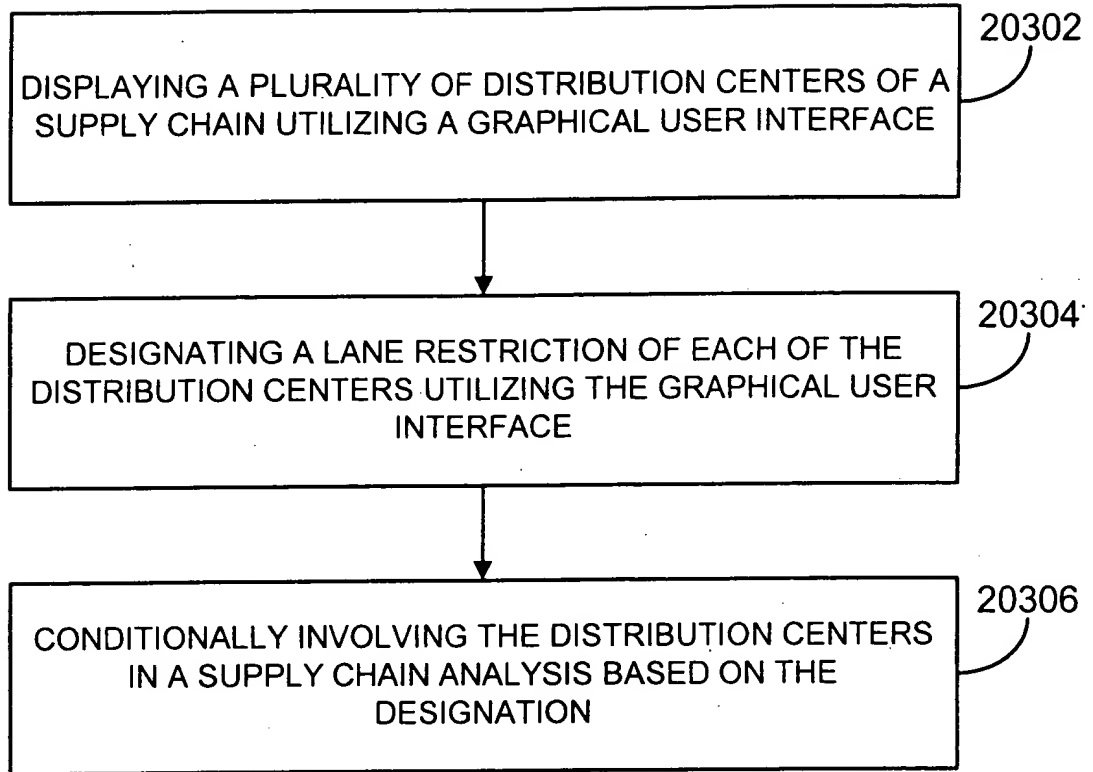 20302
DISPLAYING A PLURALITY OF DISTRIBUTION CENTERS OF A
SUPPLY CHAIN UTILIZING A GRAPHICAL USER INTERFACE
20304
DESIGNATING A LANE RESTRICTION OF EACH OF THE
DISTRIBUTION CENTERS UTILIZING THE GRAPHICAL USER
INTERFACE
20306
CONDITIONALLY INVOLVING THE DISTRIBUTION CENTERS
IN A SUPPLY CHAIN ANALYSIS BASED ON THE
DESIGNATION